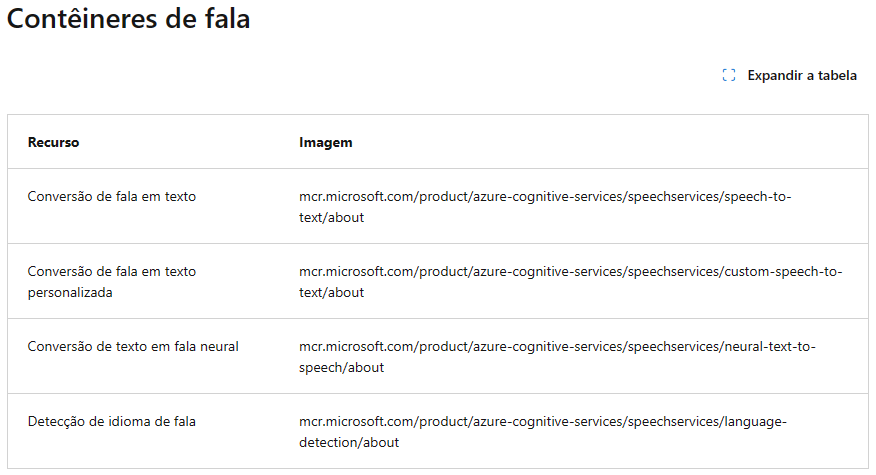 Contêineres de fala
Expandir a tabela
Recurso
Imagem
Conversão de fala em texto
mcr.microsoft.com/product/azure-cognitive-services/speechservices/speech-to-
text/about
Conversão de fala em texto
personalizada
mcr.microsoft.com/product/azure-cognitive-services/speechservices/custom-speech-to-
text/about
Conversão de texto em fala neural
mcr.microsoft.com/product/azure-cognitive-services/speechservices/neural-text-to-
speech/about
Detecção de idioma de fala
mcr.microsoft.com/product/azure-cognitive-services/speechservices/language-
detection/about